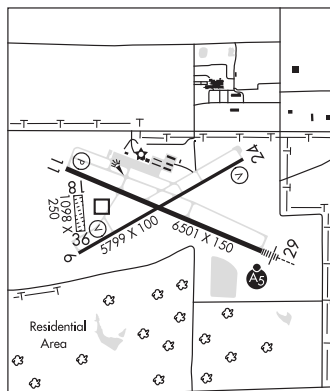 24
11
P
V
18
1098 X
250
V
36
6
5799 X 100
6501 X 150
29
A5
Residential
Area